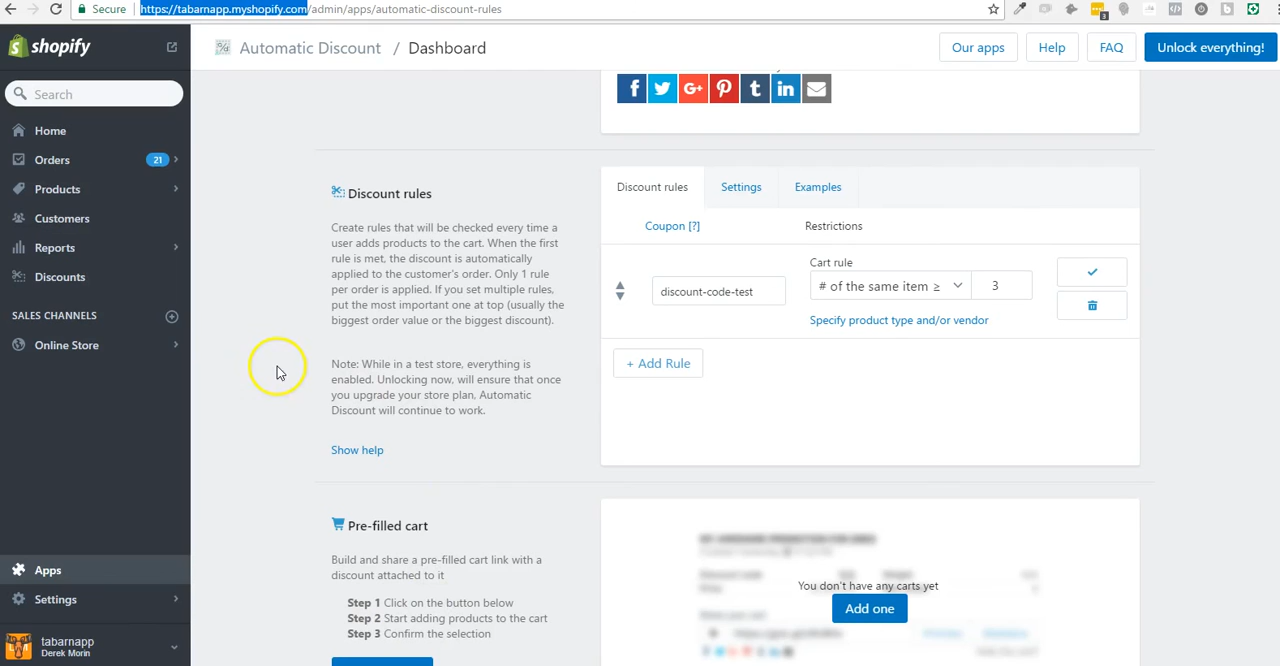 Secure https://tabarnapp.myshopify.com/admin/apps/automatic-discount-rules
3
shopify
Automatic Discount / Dashboard
Our apps
Help
FAQ
Unlock everything!
Search
Home
Orders 21
Products
Customers
Reports
Discounts
SALES CHANNELS
Online Store
Apps
Settings
tabarnapp
Derek Morin
Discount rules
Create rules that will be checked every time a
user adds products to the cart. When the first
rule is met, the discount is automatically
applied to the customer's order. Only 1 rule
per order is applied. If you set multiple rules,
put the most important one at top (usually the
biggest order value or the biggest discount).
Note: While in a test store, everything is
enabled. Unlocking now, will ensure that once
you upgrade your store plan, Automatic
Discount will continue to work.
Show help
Discount rules Settings Examples
Coupon [?] Restrictions
Cart rule
discount-code-test # of the same item ≥ 3
Specify product type and/or vendor
+ Add Rule
Pre-filled cart
Build and share a pre-filled cart link with a
discount attached to it
Step 1 Click on the button below
Step 2 Start adding products to the cart
Step 3 Confirm the selection
You don't have any carts yet
Add one